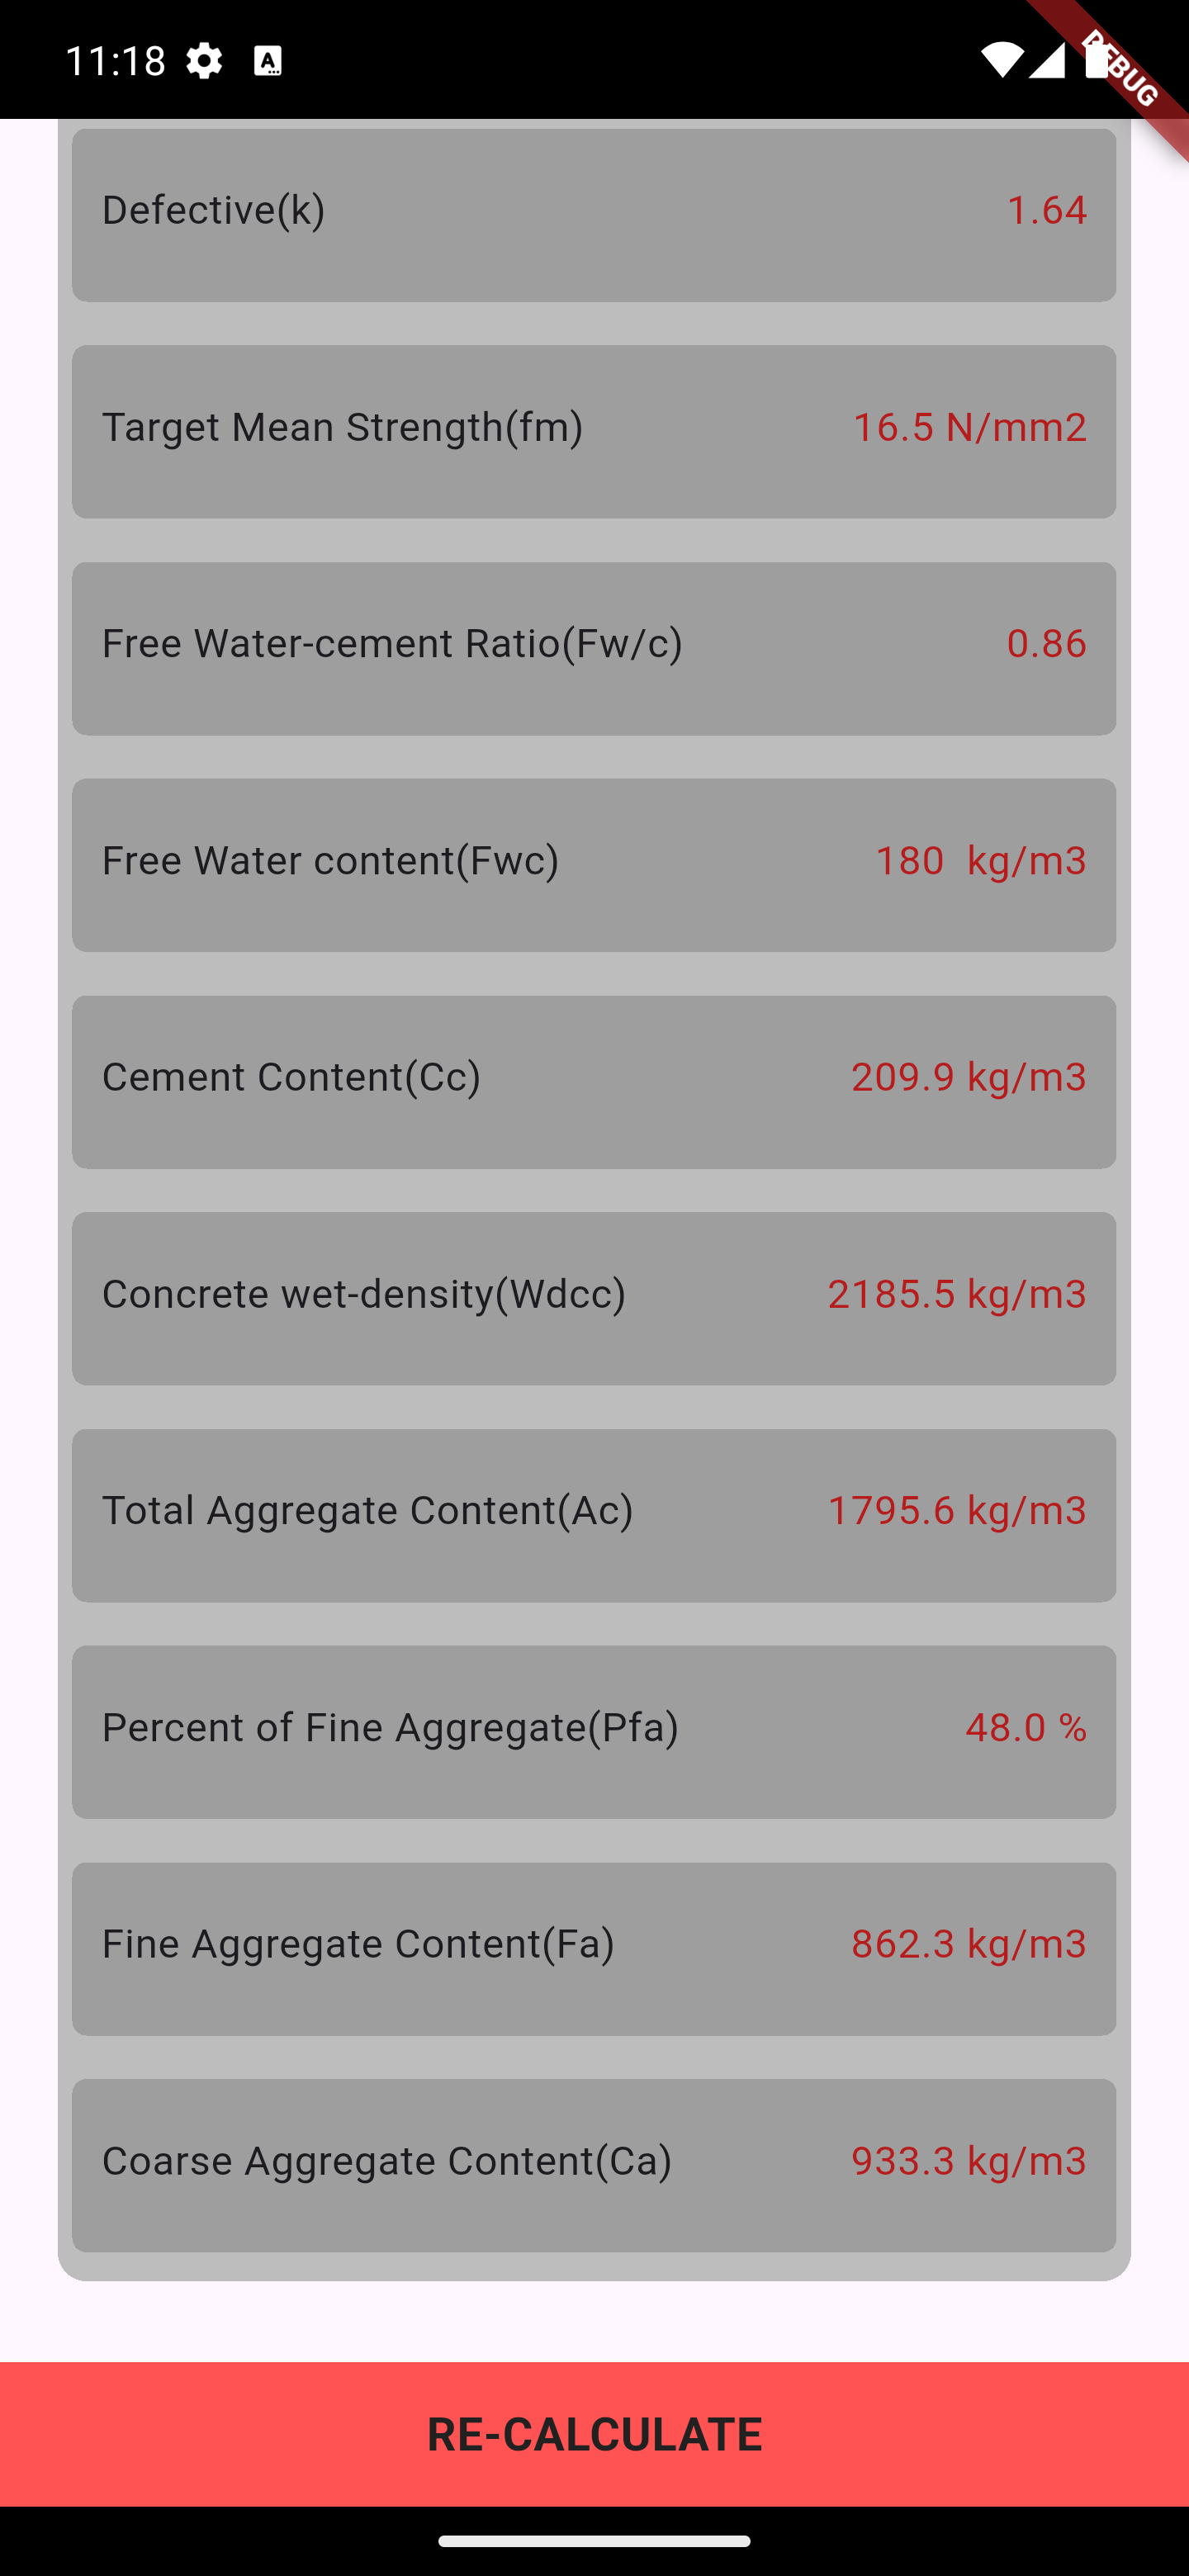 11:18
DEBUG
Defective(k) 1.64
Target Mean Strength(fm) 16.5 N/mm2
Free Water-cement Ratio(Fw/c) 0.86
Free Water content(Fwc) 180  kg/m3
Cement Content(Cc) 209.9 kg/m3
Concrete wet-density(Wdcc) 2185.5 kg/m3
Total Aggregate Content(Ac) 1795.6 kg/m3
Percent of Fine Aggregate(Pfa) 48.0 %
Fine Aggregate Content(Fa) 862.3 kg/m3
Coarse Aggregate Content(Ca) 933.3 kg/m3
RE-CALCULATE